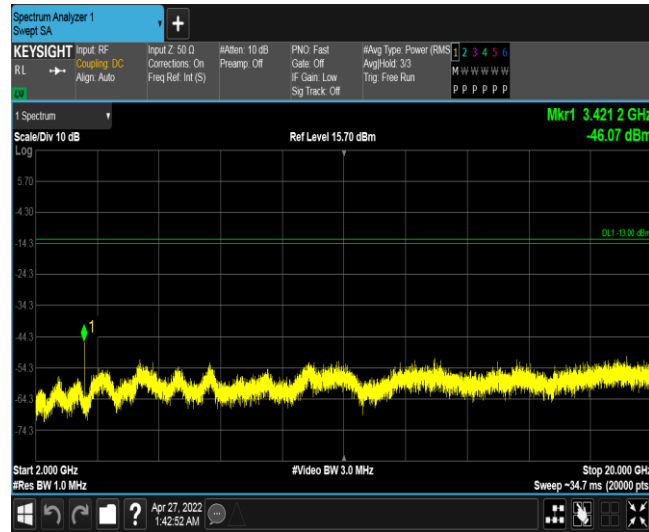 Spectrum Analyzer 1
Swept SA
KEYSIGHT
RL
Input: RF
Coupling: DC
Align: Auto
Input Z: 50 Ω
Corrections: On
Freq Ref: Int (S)
#Atten: 10 dB
Preamp: Off
PNO: Fast
Gate: Off
IF Gain: Low
Sig Track: Off
#Avg Type: Power (RMS
Avg|Hold: 3/3
Trig: Free Run
1 2 3 4 5 6
M W W W W W
P P P P P P
1 Spectrum
Mkr1 3.421 2 GHz
Scale/Div 10 dB
Ref Level 15.70 dBm
-46.07 dBm
Log
5.70
-4.30
DL1 -13.00 dBm
-14.3
-24.3
-34.3
1
-44.3
-54.3
-64.3
-74.3
Start 2.000 GHz
#Video BW 3.0 MHz
Stop 20.000 GHz
#Res BW 1.0 MHz
Sweep ~34.7 ms (20000 pts
?
Apr 27, 2022
1:42:52 AM